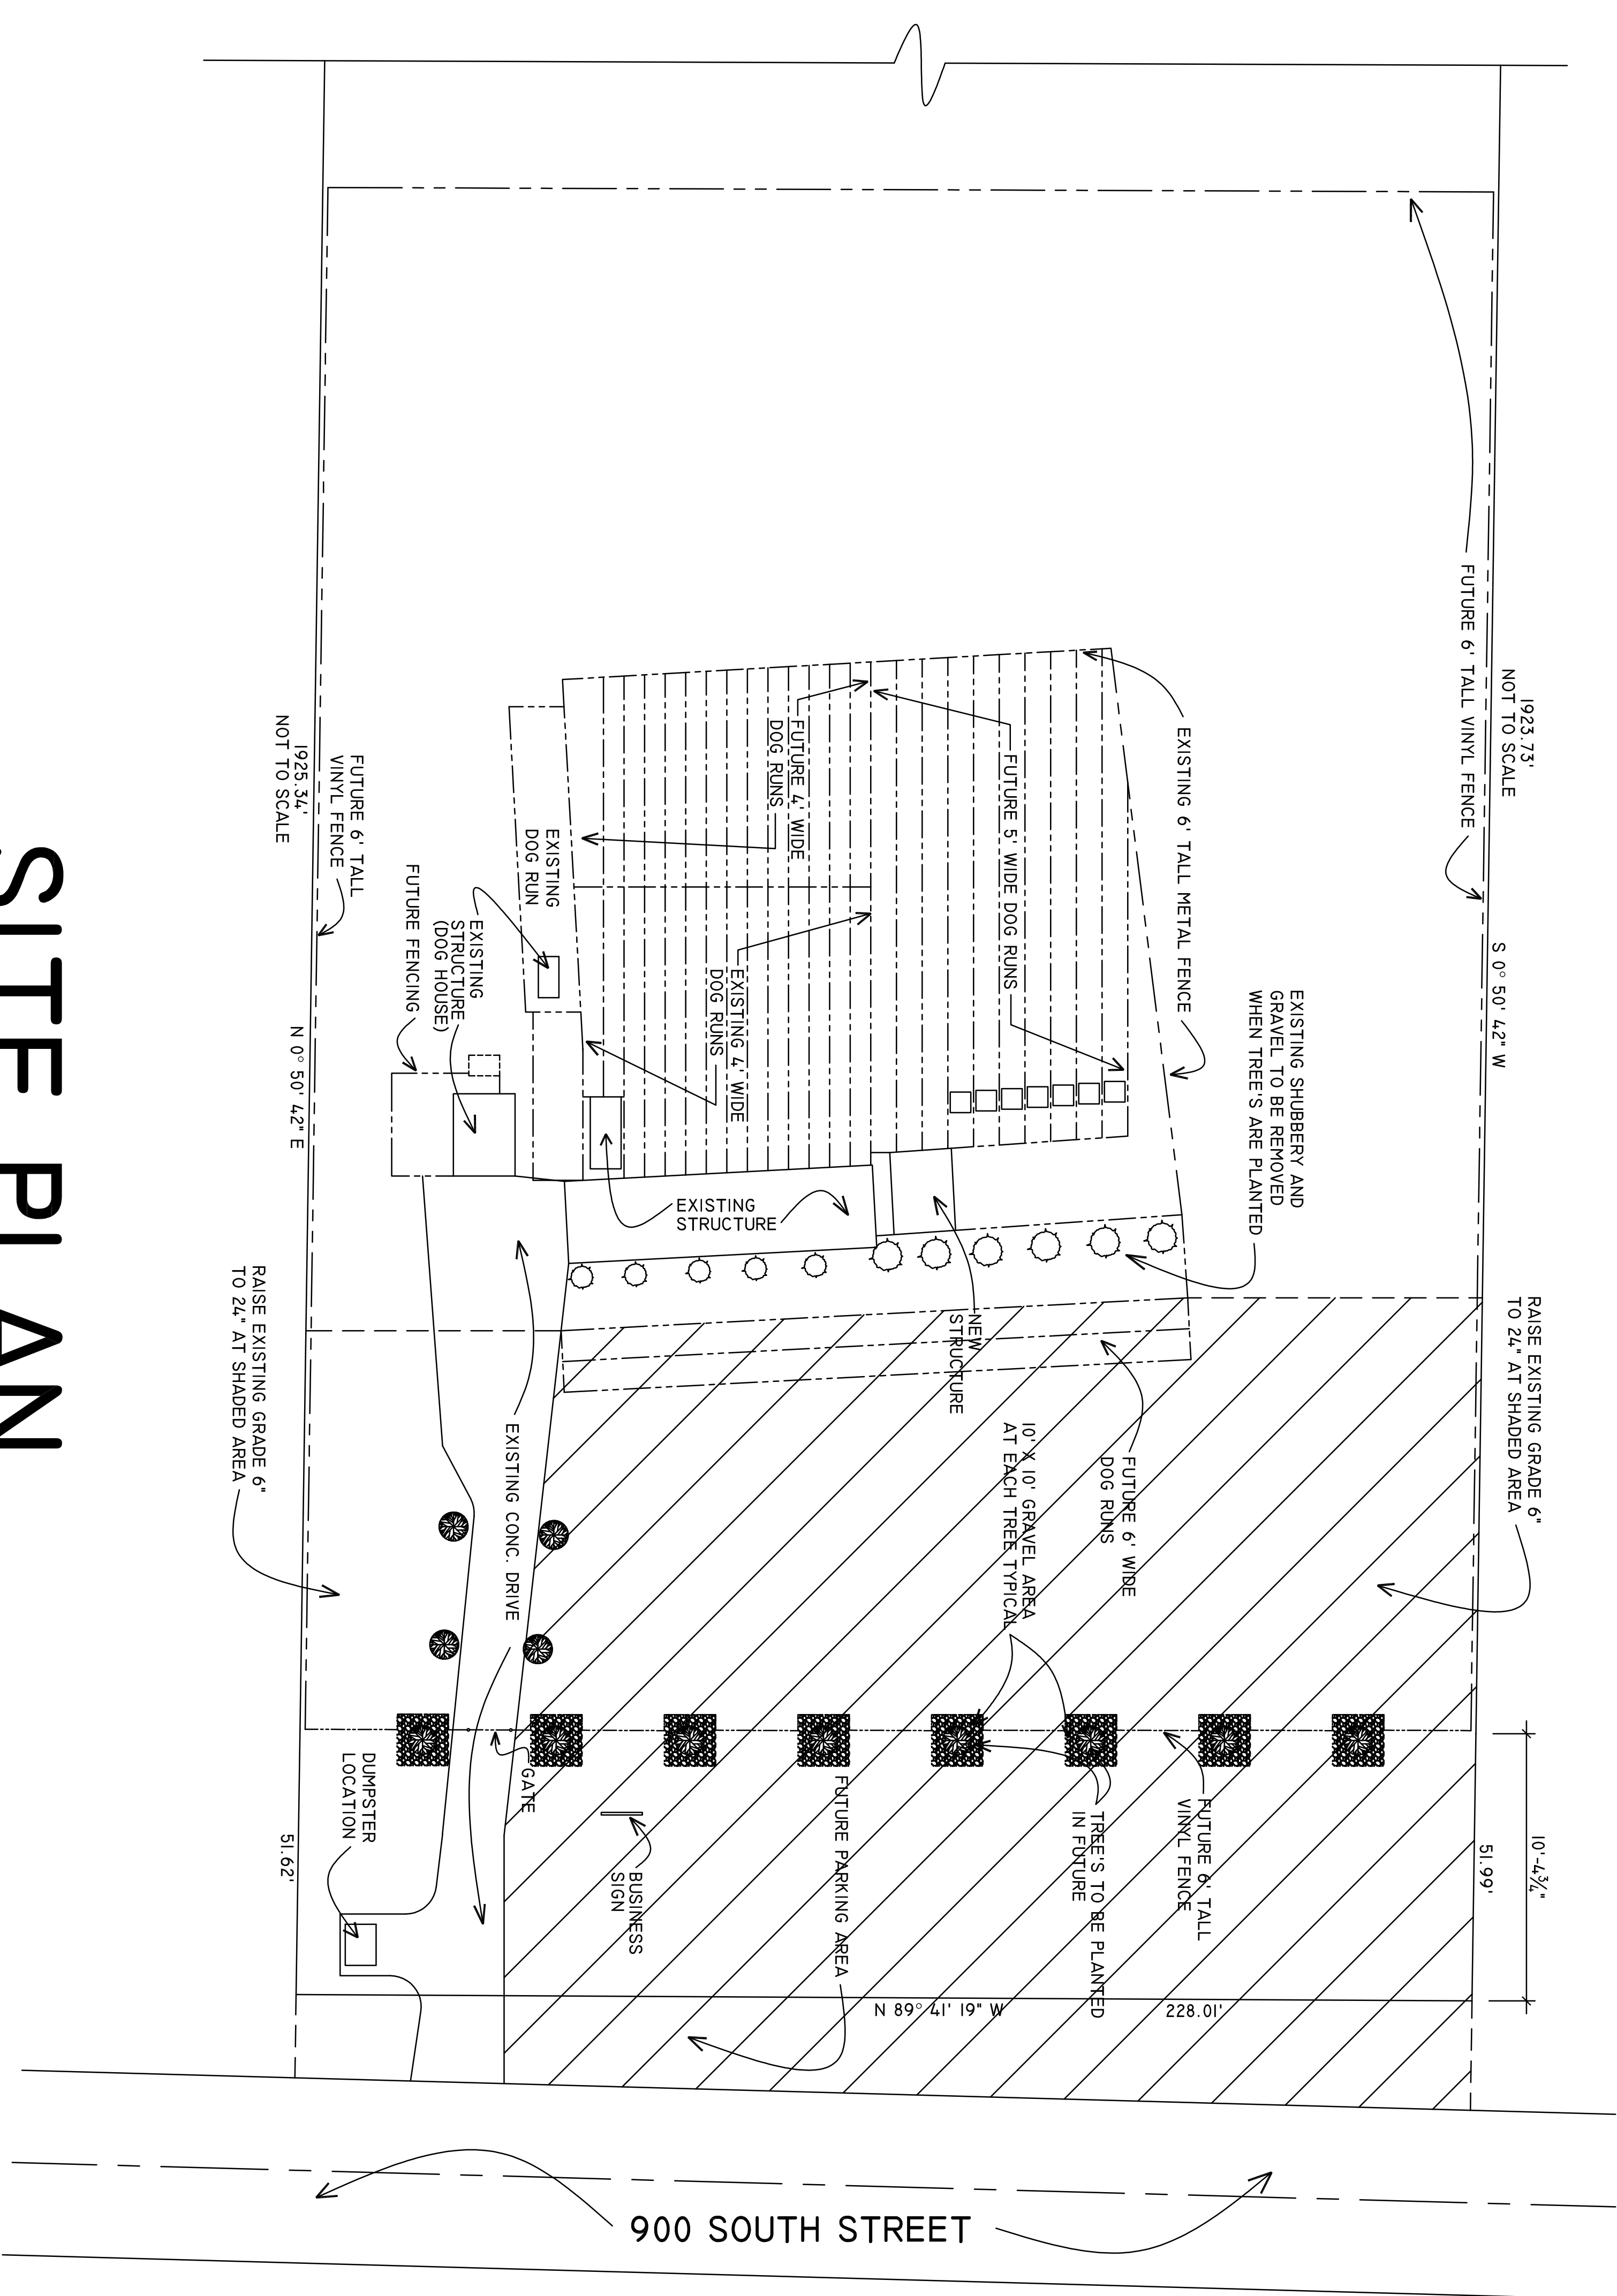 FUTURE 6' TALL VINYL FENCE
1923.73'
NOT TO SCALE
S 0° 50' 42" W
EXISTING 6' TALL METAL FENCE
EXISTING SHUBBERY AND
GRAVEL TO BE REMOVED
WHEN TREE'S ARE PLANTED
FUTURE 5' WIDE DOG RUNS
FUTURE 4' WIDE
DOG RUNS
EXISTING 4' WIDE
DOG RUNS
EXISTING
DOG RUN
EXISTING
STRUCTURE
(DOG HOUSE)
FUTURE FENCING
FUTURE 6' TALL
VINYL FENCE
1925.34'
NOT TO SCALE
N 0° 50' 42" E
EXISTING
STRUCTURE
NEW
STRUCTURE
RAISE EXISTING GRADE 6"
TO 24" AT SHADED AREA
RAISE EXISTING GRADE 6"
TO 24" AT SHADED AREA
FUTURE 6' WIDE
DOG RUNS
10' X 10' GRAVEL AREA
AT EACH TREE TYPICAL
EXISTING CONC. DRIVE
GATE
DUMPSTER
LOCATION
BUSINESS
SIGN
FUTURE PARKING AREA
TREE'S TO BE PLANTED
IN FUTURE
FUTURE 6' TALL
VINYL FENCE
51.62'
51.99'
10'-4¾"
N 89° 41' 19" W
228.01'
900 SOUTH STREET
SITE PLAN